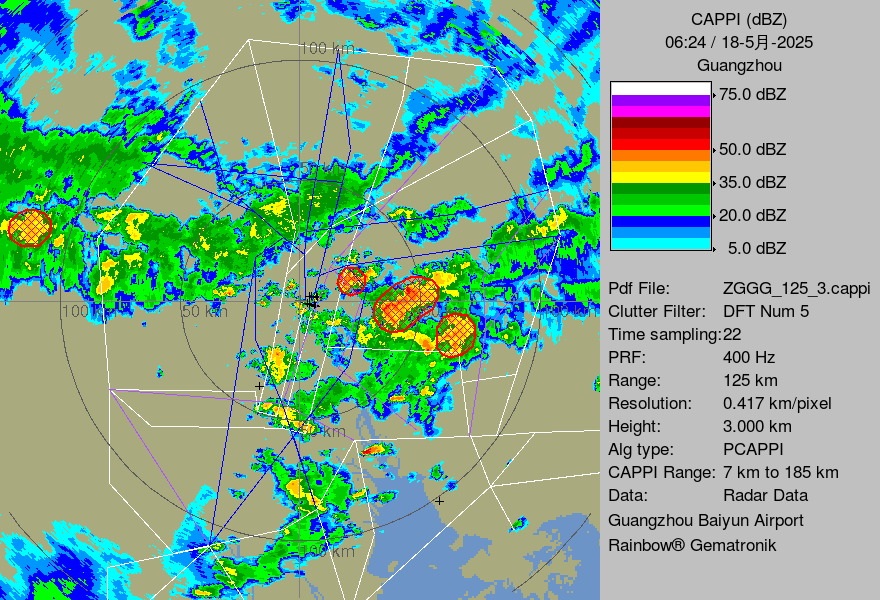 CAPPI (dBZ)
06:24 / 18-5月-2025
Guangzhou
75.0 dBZ
50.0 dBZ
35.0 dBZ
20.0 dBZ
5.0 dBZ
Pdf File: ZGGG_125_3.cappi
Clutter Filter: DFT Num 5
Time sampling:22
PRF: 400 Hz
Range: 125 km
Resolution: 0.417 km/pixel
Height: 3.000 km
Alg type: PCAPPI
CAPPI Range: 7 km to 185 km
Data: Radar Data
Guangzhou Baiyun Airport
Rainbow® Gematronik
100 km
100 km
50 km
km
100 km